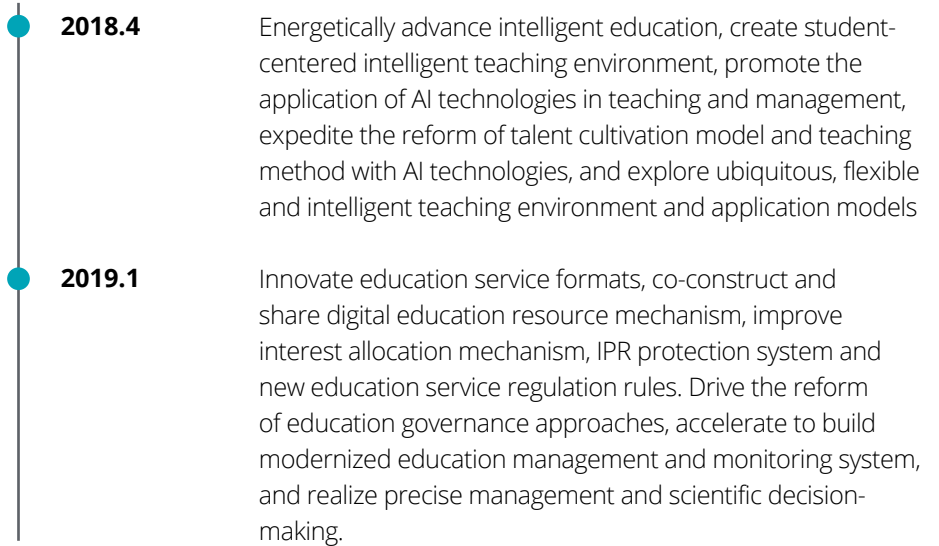 2018.4 Energetically advance intelligent education, create student-
centered intelligent teaching environment, promote the
application of AI technologies in teaching and management,
expedite the reform of talent cultivation model and teaching
method with AI technologies, and explore ubiquitous, flexible
and intelligent teaching environment and application models
2019.1 Innovate education service formats, co-construct and
share digital education resource mechanism, improve
interest allocation mechanism, IPR protection system and
new education service regulation rules. Drive the reform
of education governance approaches, accelerate to build
modernized education management and monitoring system,
and realize precise management and scientific decision-
making.